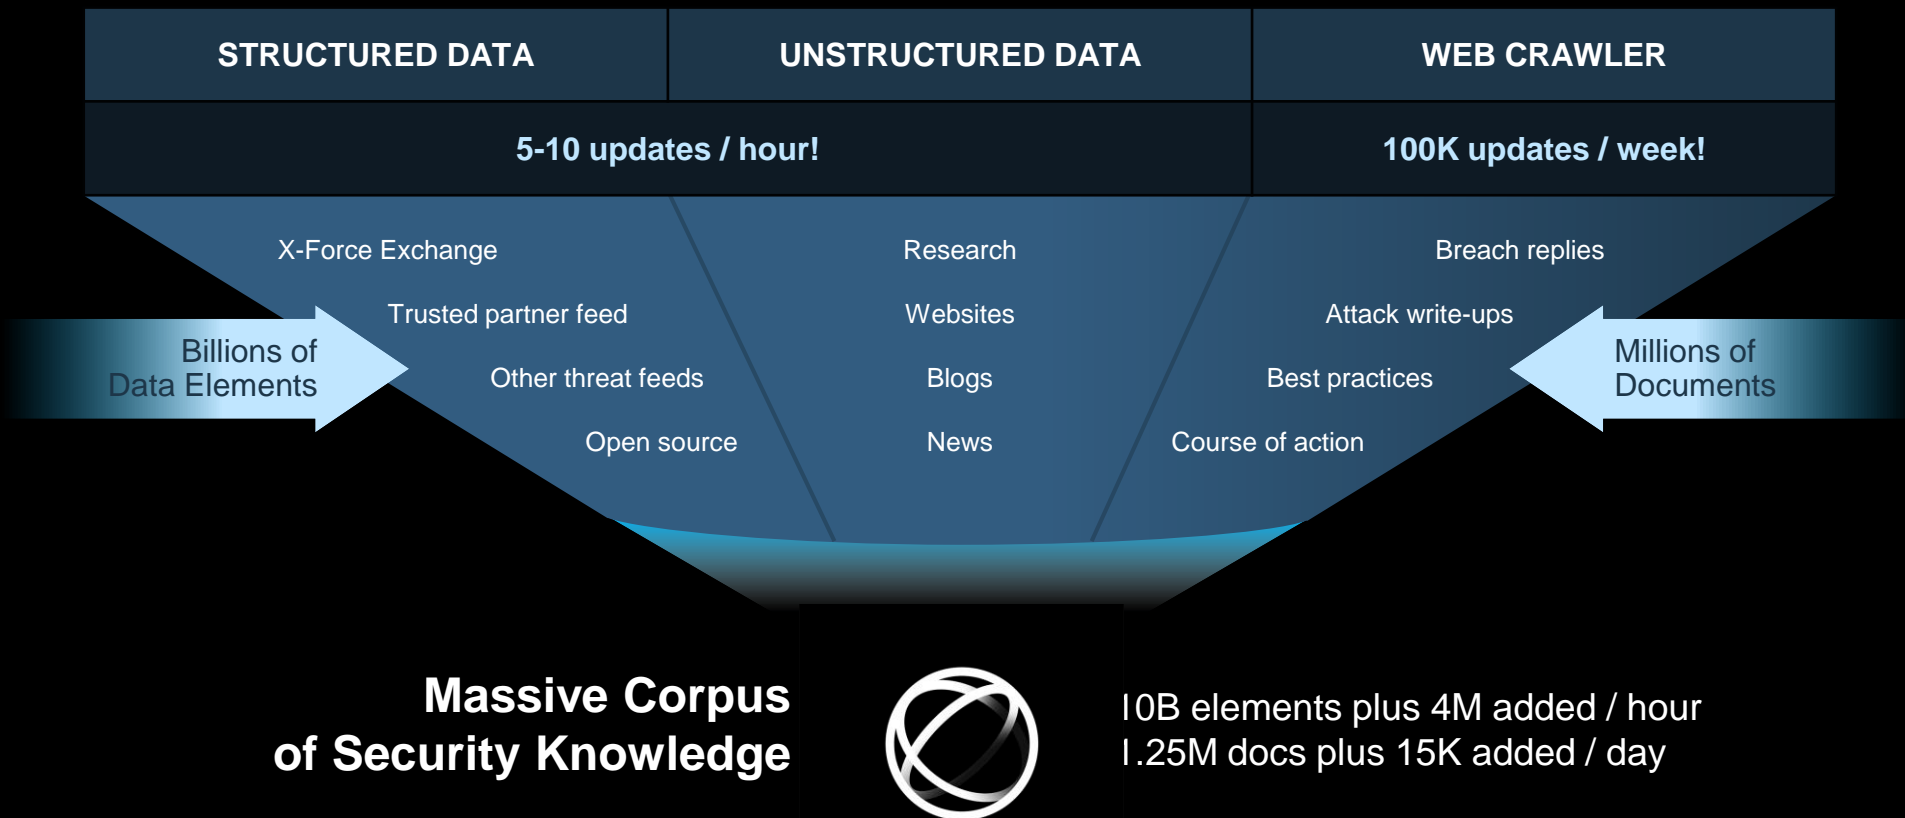 STRUCTURED DATA
UNSTRUCTURED DATA
WEB CRAWLER
5-10 updates / hour!
100K updates / week!
X-Force Exchange
Research
Breach replies
Trusted partner feed
Websites
Attack write-ups
Billions of
Data Elements
Other threat feeds
Blogs
Best practices
Millions of
Documents
Open source
News
Course of action
Massive Corpus
of Security Knowledge
10B elements plus 4M added / hour
1.25M docs plus 15K added / day